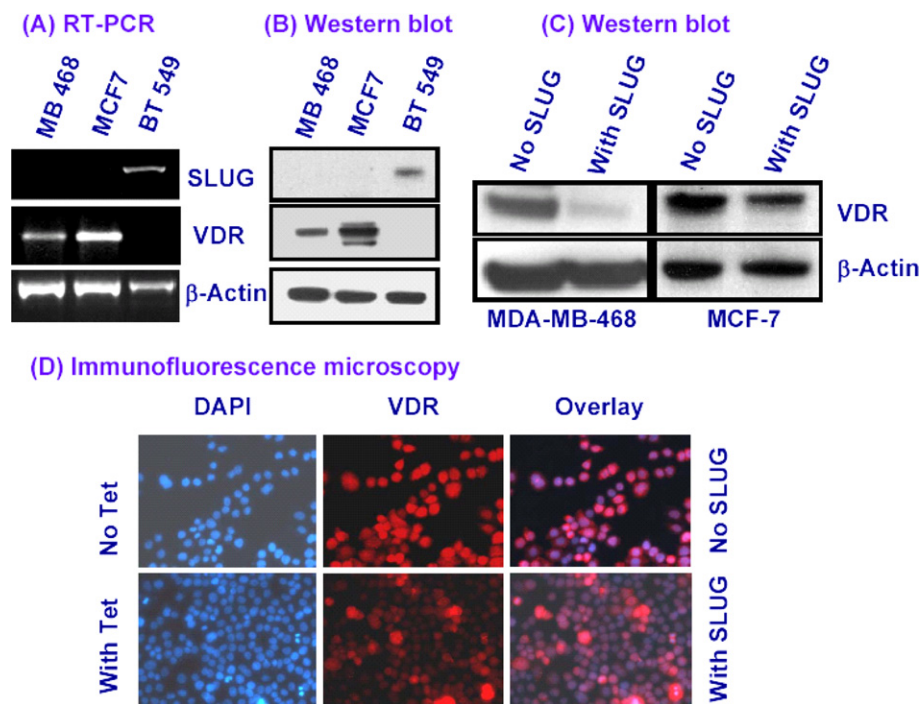 (A) RT-PCR
MB 468
MCF7
BT 549
SLUG
VDR
β-Actin
(B) Western blot
MB 468
MCF7
BT 549
(C) Western blot
No SLUG
With SLUG
No SLUG
With SLUG
VDR
β-Actin
MDA-MB-468
MCF-7
(D) Immunofluorescence microscopy
DAPI
VDR
Overlay
No Tet
No SLUG
With Tet
With SLUG